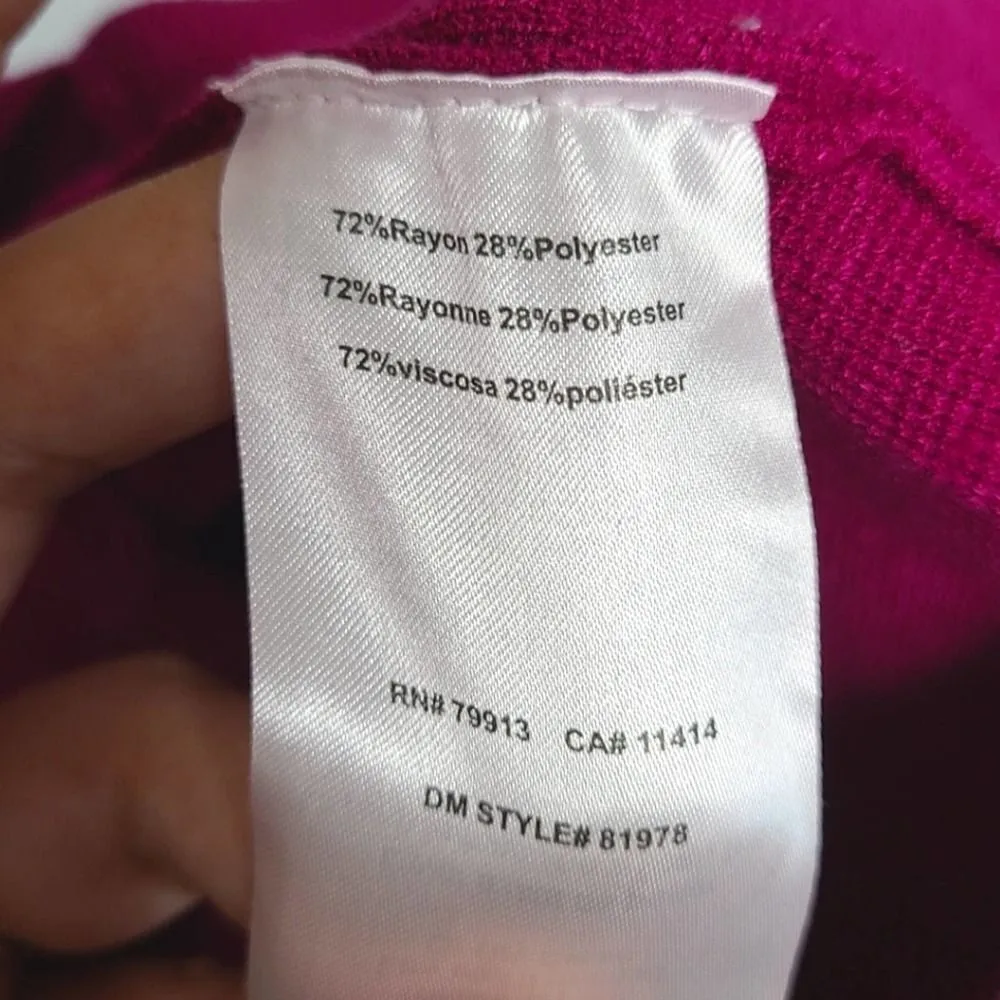 72%Rayon 28%Polyester
72%Rayonne 28%Polyester
72%viscosa 28%poliéster
RN# 79913 CA# 11414
DM STYLE# 81978